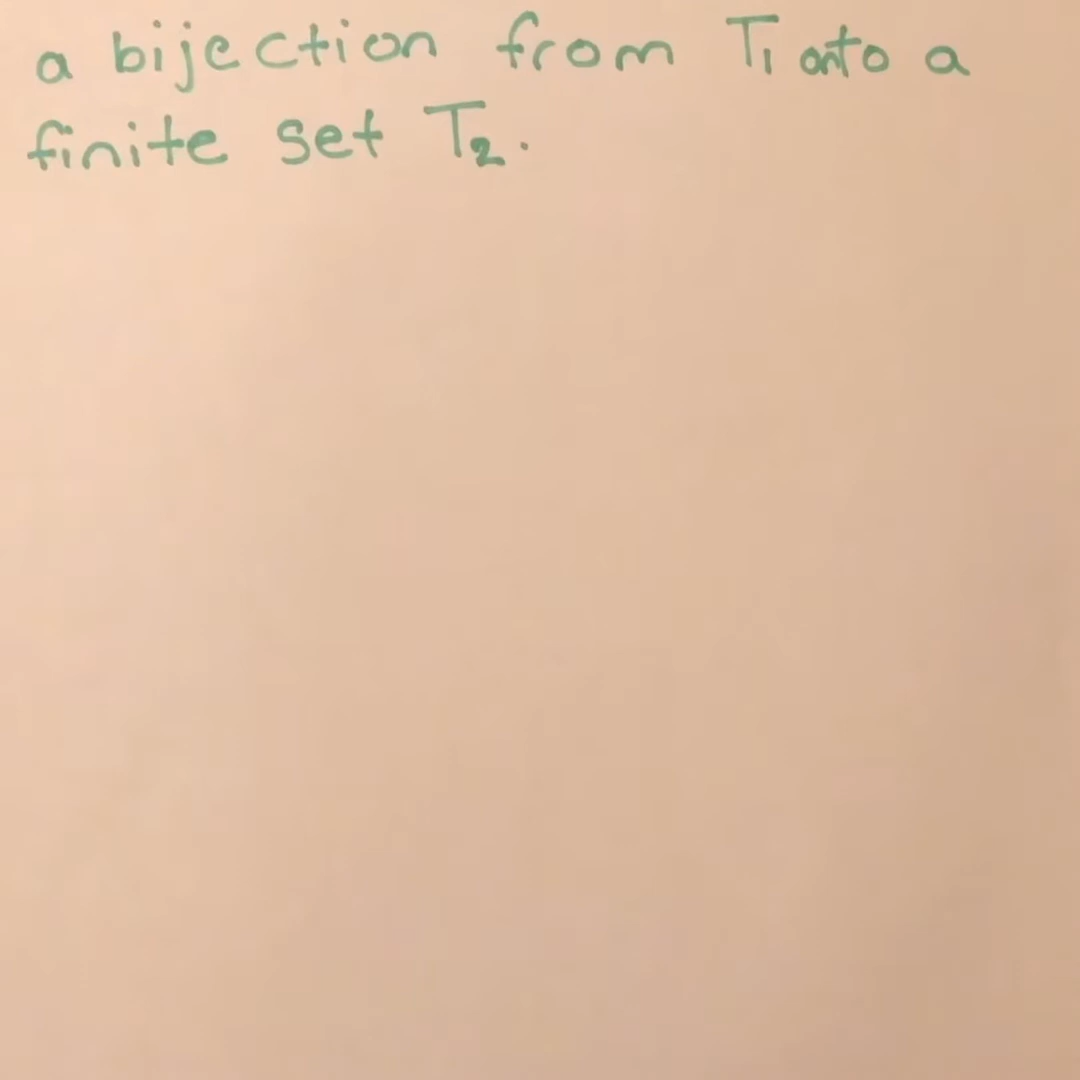 a bijection from T₁ onto a
finite set T₂.